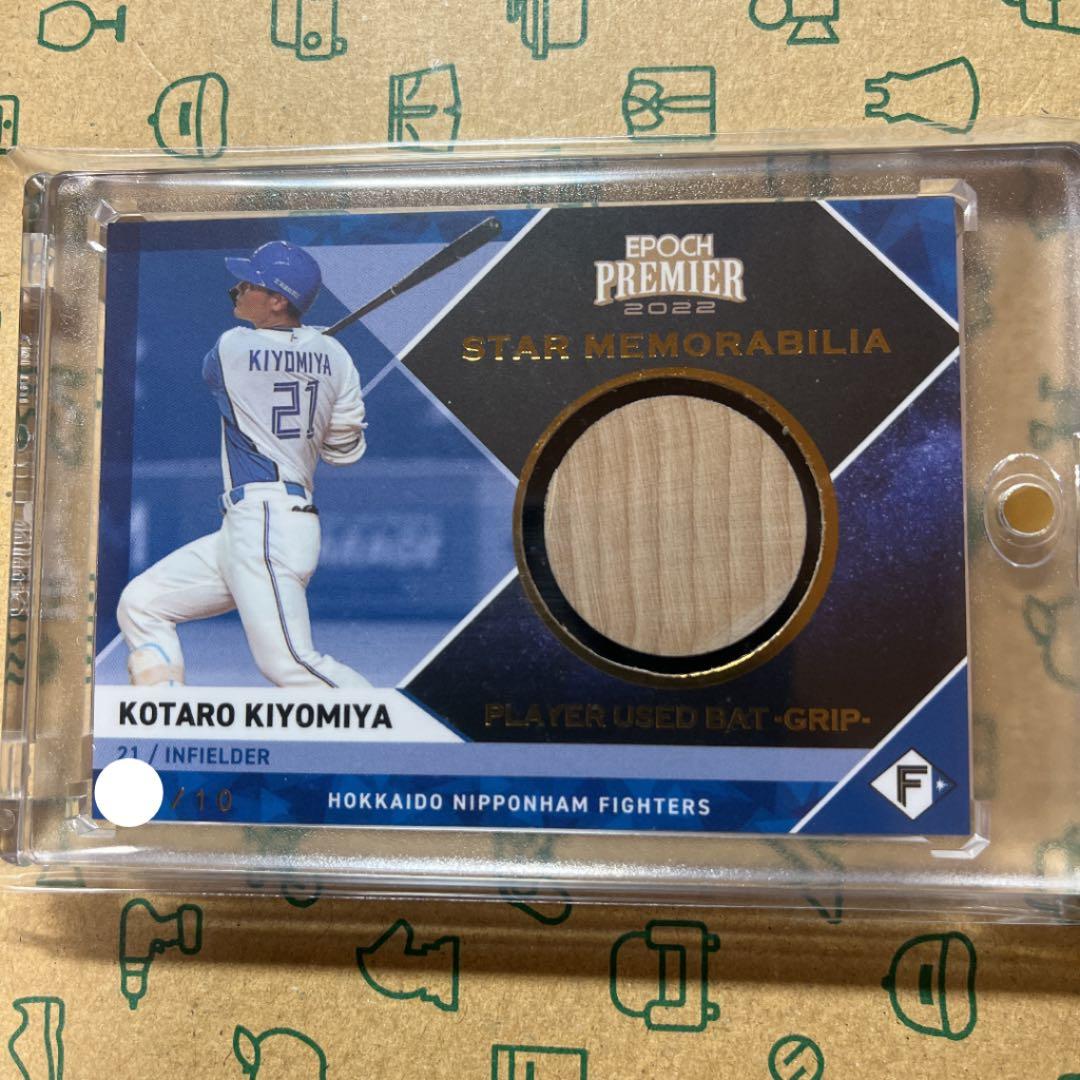 EPOCH
PREMIER
2022
STAR MEMORABILIA
KIYOMIYA
21
PLAYER USED BAT -GRIP-
KOTARO KIYOMIYA
21 / INFIELDER
/10
HOKKAIDO NIPPONHAM FIGHTERS
F